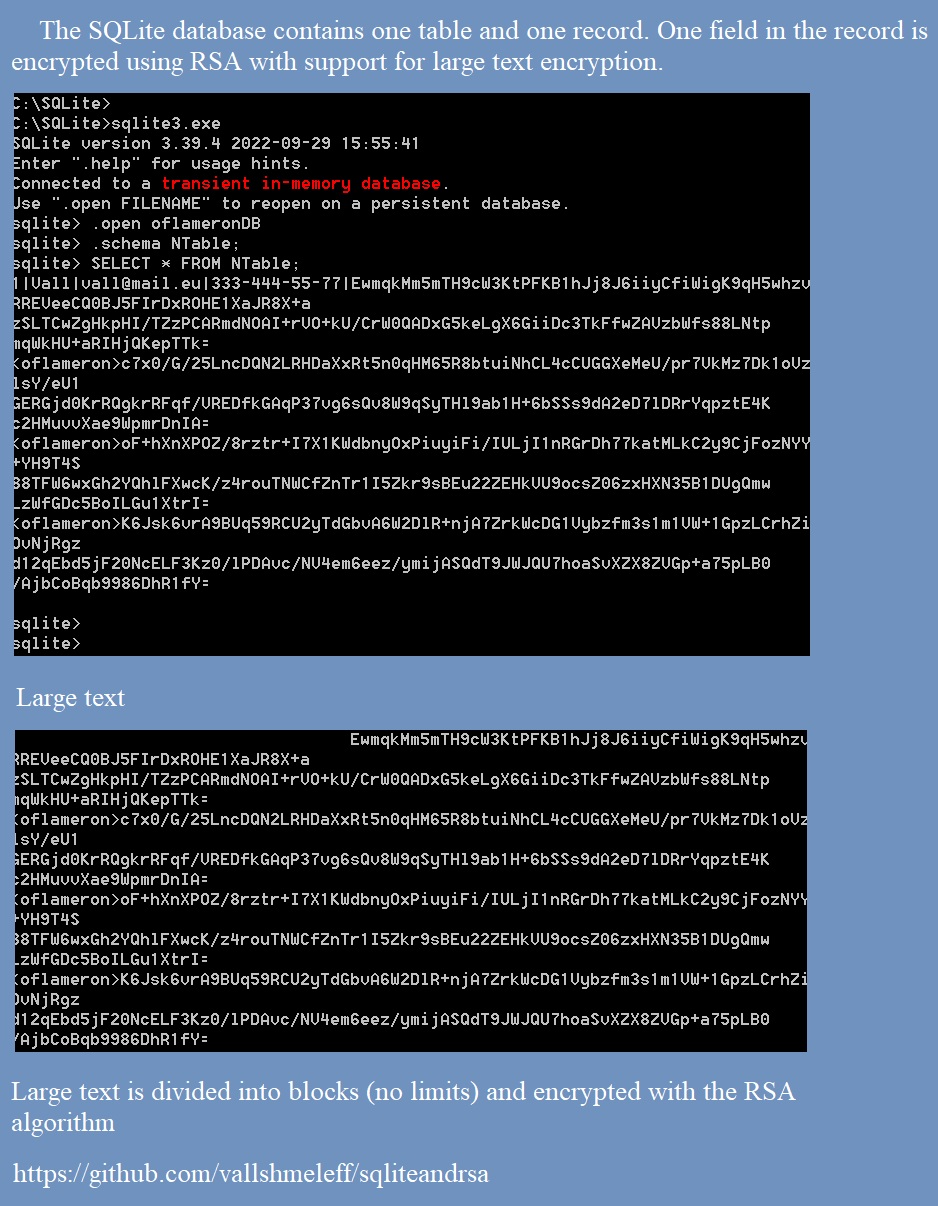 The SQLite database contains one table and one record. One field in the record is
encrypted using RSA with support for large text encryption.
C:\SQLite>
C:\SQLite>sqlite3.exe
SQLite version 3.39.4 2022-09-29 15:55:41
Enter ".help" for usage hints.
Connected to a transient in-memory database.
Use ".open FILENAME" to reopen on a persistent database.
sqlite> .open oflameronDB
sqlite> .schema NTable;
sqlite> SELECT * FROM NTable;
1|Vall|vall@mail.eu|333-444-55-77|EwmqkMm5mTH9cW3KtPFKB1hJj8J6iiyCfiWigK9qH5whzv
RREVeeCQ0BJ5FIrDxROHE1XaJR8X+a
zSLTCwZgHkpHI/TZzPCARmdNOAI+rVO+kU/CrW0QADxG5keLgX6GiiDc3TkFfwZAVzbWfs88LNtp
mqWkHU+aRIHjQKepTTk=
<oflameron>c7x0/G/25LncDQN2LRHDaXxRt5n0qHM65R8btuiNhCL4cCUGGXeMeU/pr7VkMz7Dk1oVz
lsY/eU1
GERGjd0KrRQgkrRFqf/VREDfkGAqP37vg6sQv8W9qSyTHl9ab1H+6bSSs9dA2eD7lDRrYqpztE4K
c2HMuvvXae9WpmrDnIA=
<oflameron>oF+hXnXPOZ/8rztr+I7X1KWdbnyOxPiuyiFi/IULjI1nRGrDh77katMLkC2y9CjFozNYY
+YH9T4S
38TFW6wxGh2YQhlFXwcK/z4rouTNWCfZnTr1I5Zkr9sBEu22ZEHkVU9ocsZ06zxHXN35B1DUgQmw
LzWfGDc5BoILGu1XtrI=
<oflameron>K6Jsk6vrA9BUq59RCU2yTdGbvA6W2DlR+njA7ZrkWcDG1Vybzfm3s1m1VW+1GpzLCrhZi
OvNjRgz
d12qEbd5jF20NcELF3Kz0/lPDAvc/NV4em6eez/ymijASQdT9JWJQU7hoaSvXZX8ZVGp+a75pLB0
/AjbCoBqb9986DhR1fY=
sqlite>
sqlite>
Large text
EwmqkMm5mTH9cW3KtPFKB1hJj8J6iiyCfiWigK9qH5whzv
RREVeeCQ0BJ5FIrDxROHE1XaJR8X+a
zSLTCwZgHkpHI/TZzPCARmdNOAI+rVO+kU/CrW0QADxG5keLgX6GiiDc3TkFfwZAVzbWfs88LNtp
mqWkHU+aRIHjQKepTTk=
<oflameron>c7x0/G/25LncDQN2LRHDaXxRt5n0qHM65R8btuiNhCL4cCUGGXeMeU/pr7VkMz7Dk1oVz
lsY/eU1
GERGjd0KrRQgkrRFqf/VREDfkGAqP37vg6sQv8W9qSyTHl9ab1H+6bSSs9dA2eD7lDRrYqpztE4K
c2HMuvvXae9WpmrDnIA=
<oflameron>oF+hXnXPOZ/8rztr+I7X1KWdbnyOxPiuyiFi/IULjI1nRGrDh77katMLkC2y9CjFozNYY
+YH9T4S
38TFW6wxGh2YQhlFXwcK/z4rouTNWCfZnTr1I5Zkr9sBEu22ZEHkVU9ocsZ06zxHXN35B1DUgQmw
LzWfGDc5BoILGu1XtrI=
<oflameron>K6Jsk6vrA9BUq59RCU2yTdGbvA6W2DlR+njA7ZrkWcDG1Vybzfm3s1m1VW+1GpzLCrhZi
OvNjRgz
d12qEbd5jF20NcELF3Kz0/lPDAvc/NV4em6eez/ymijASQdT9JWJQU7hoaSvXZX8ZVGp+a75pLB0
/AjbCoBqb9986DhR1fY=
Large text is divided into blocks (no limits) and encrypted with the RSA
algorithm
https://github.com/vallshmeleff/sqliteandrsa